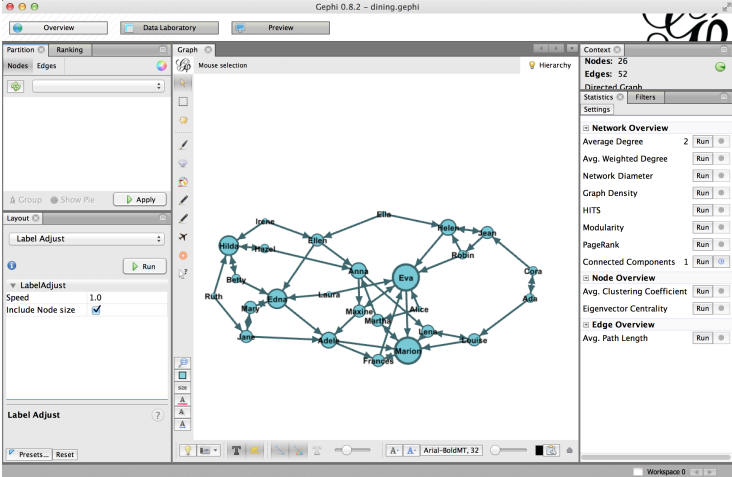 Gephi 0.8.2 – dining.gephi
Overview
Data Laboratory
Preview
Partition
Ranking
Nodes Edges
Group Show Pie Apply
Layout
Label Adjust
Run
LabelAdjust
Speed 1.0
Include Node size
Label Adjust
Presets... Reset
Graph
Mouse selection
Hierarchy
Ella
Irene
Helen
Jean
Ellen
Hilda
Hazel
Robin
Anna
Cora
Eva
Betty
Ruth
Laura
Edna
Ada
Mary
Maxine
Alice
Martha
Lena
Jane
Adele
Louise
Marion
Frances
SIZE
A
A
A
T
A- A+ Arial-BoldMT, 32
Context
Nodes: 26
Edges: 52
Directed Graph
Statistics
Filters
Settings
Network Overview
Average Degree 2 Run
Avg. Weighted Degree Run
Network Diameter Run
Graph Density Run
HITS Run
Modularity Run
PageRank Run
Connected Components 1 Run
Node Overview
Avg. Clustering Coefficient Run
Eigenvector Centrality Run
Edge Overview
Avg. Path Length Run
Workspace 0